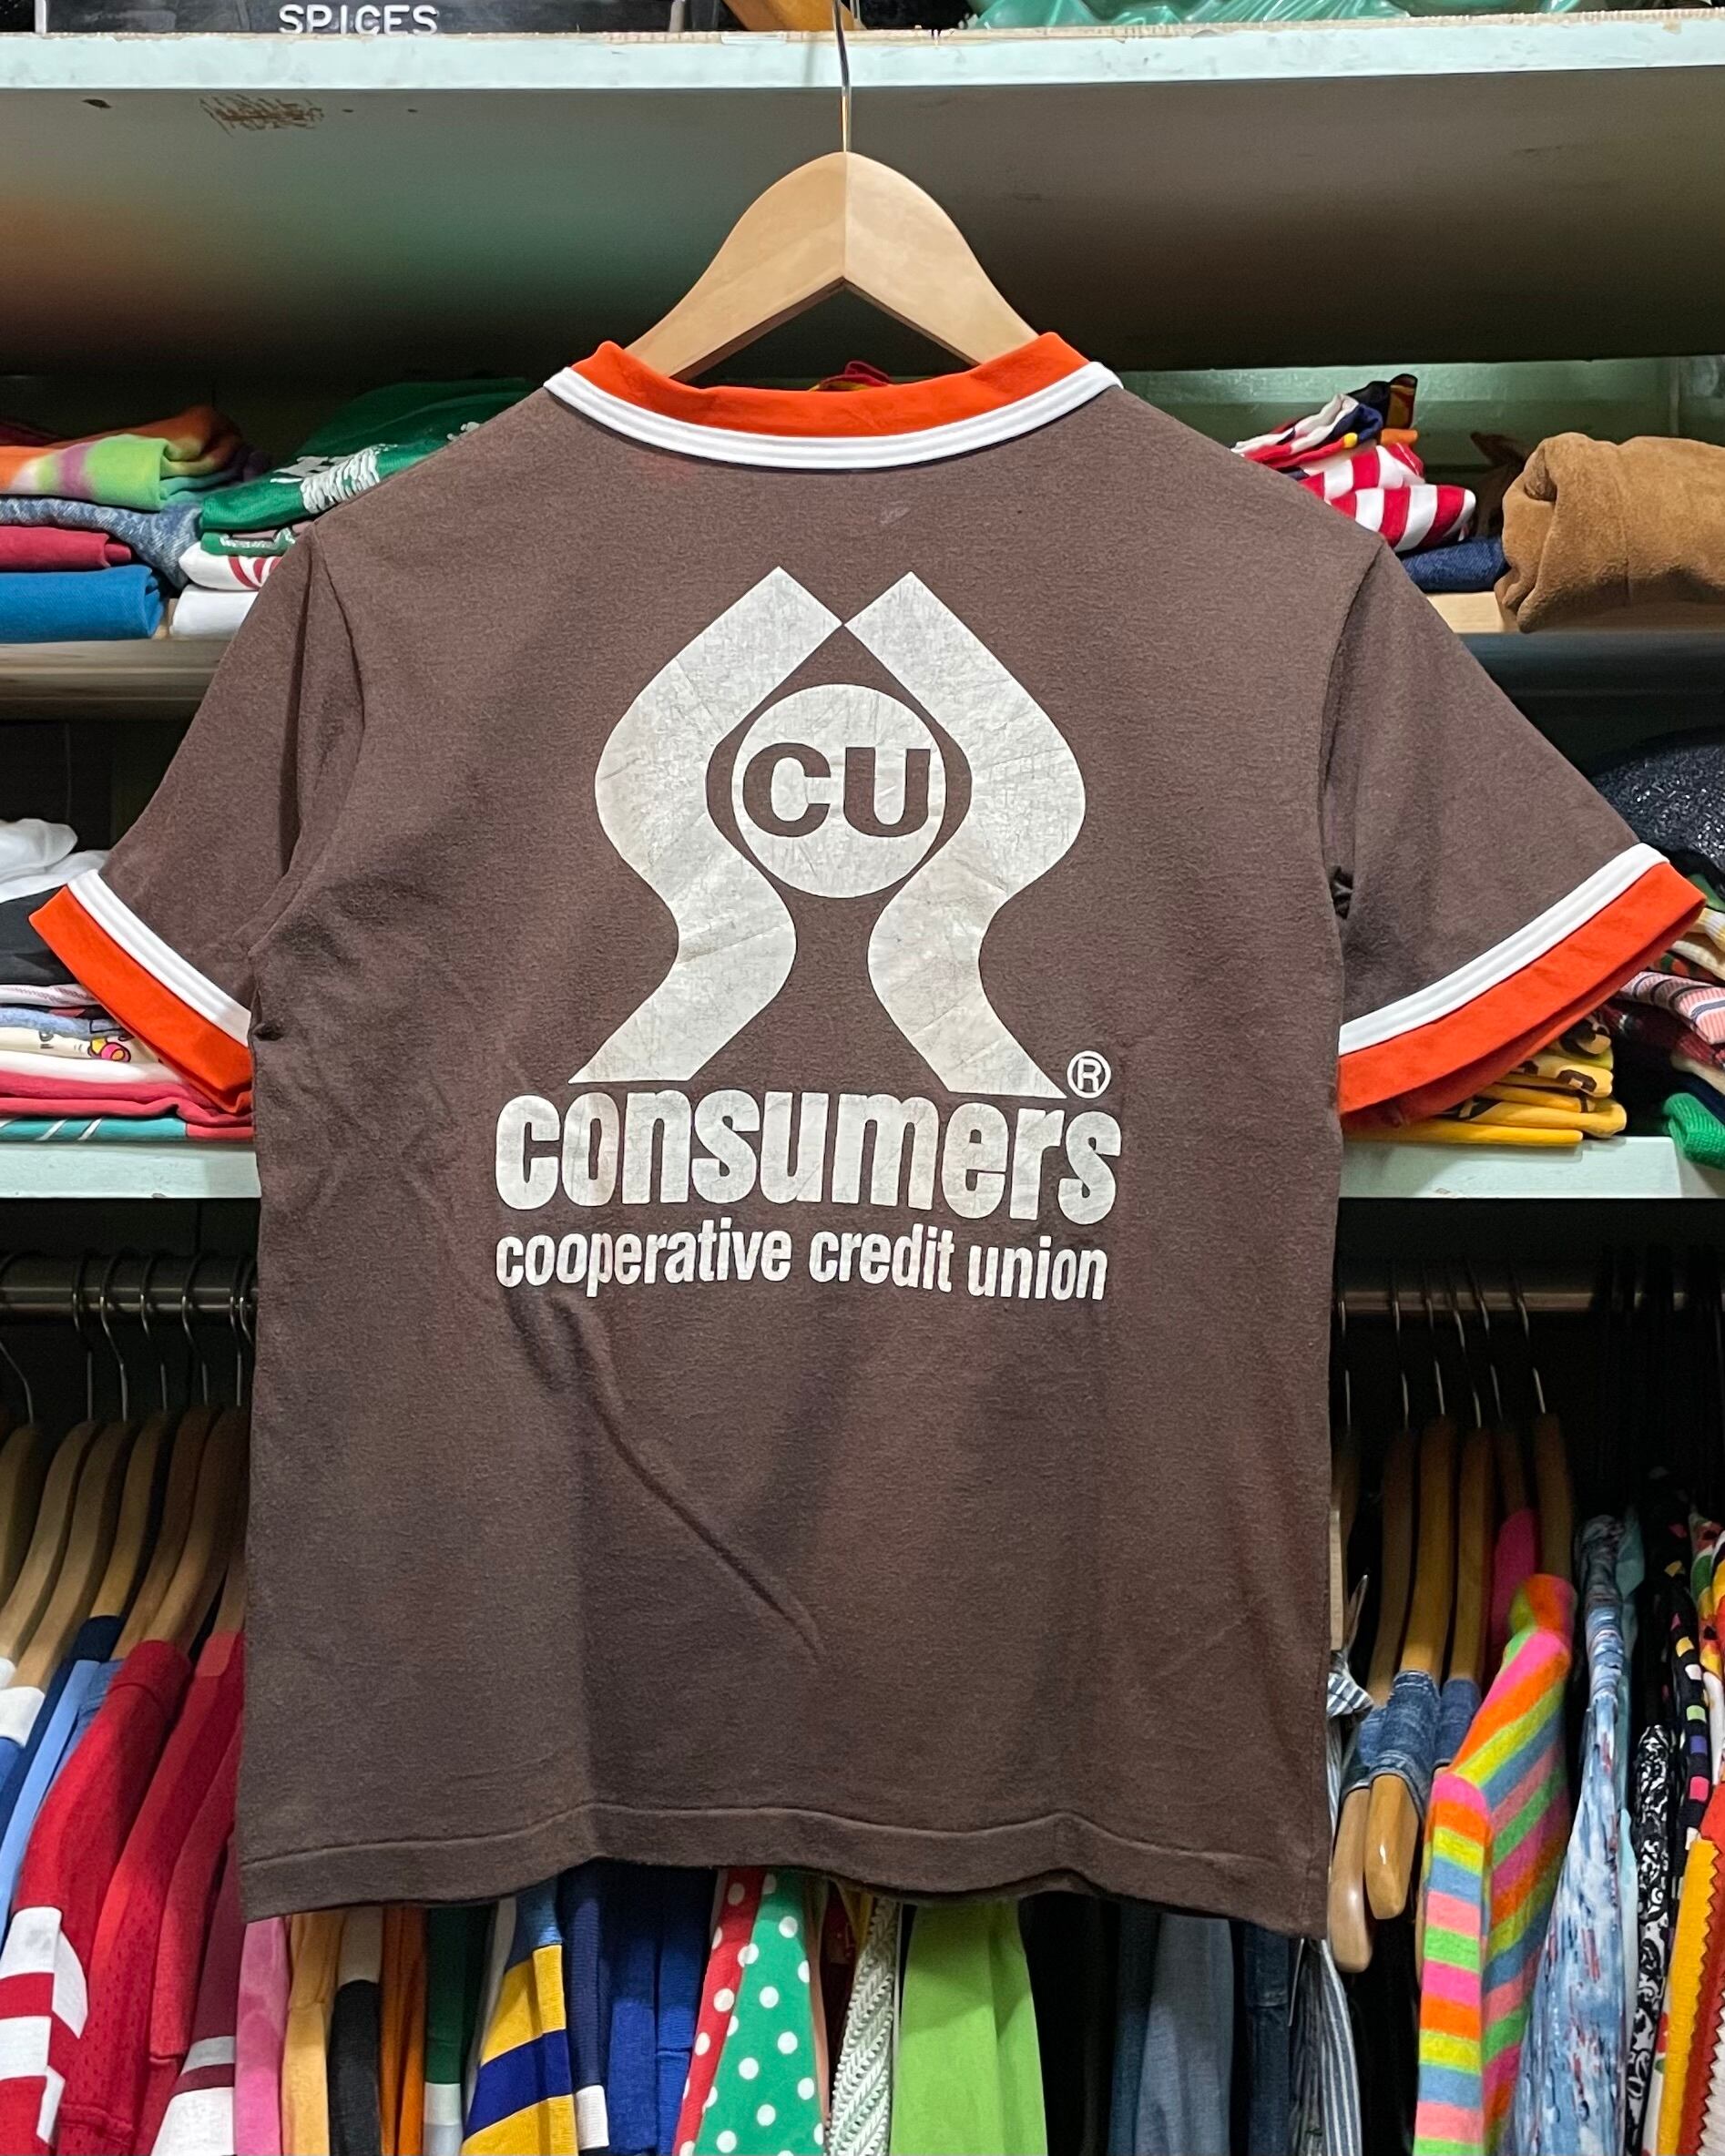 SPICES
CU
®
consumers
cooperative credit union